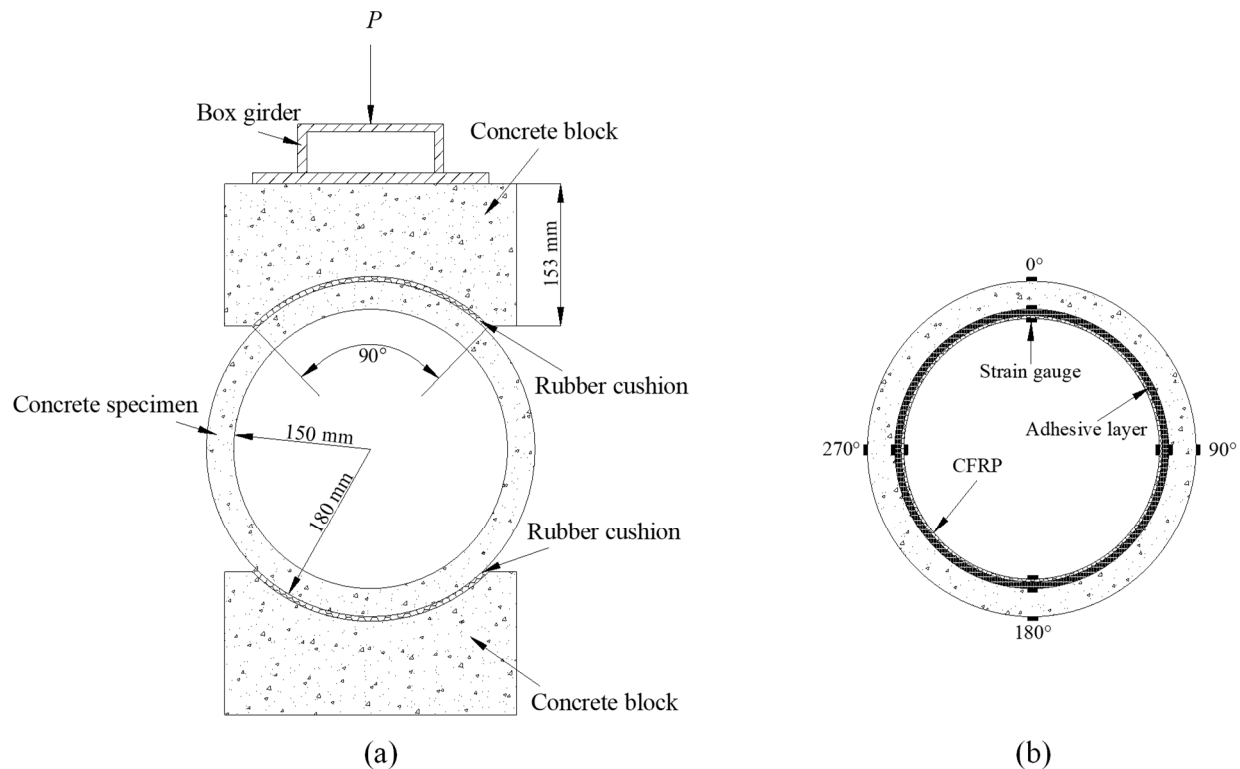 P
Box girder
Concrete block
153 mm
90°
Rubber cushion
Concrete specimen
150 mm
180 mm
Rubber cushion
Concrete block
(a)
0°
Strain gauge
Adhesive layer
270°
90°
CFRP
180°
(b)